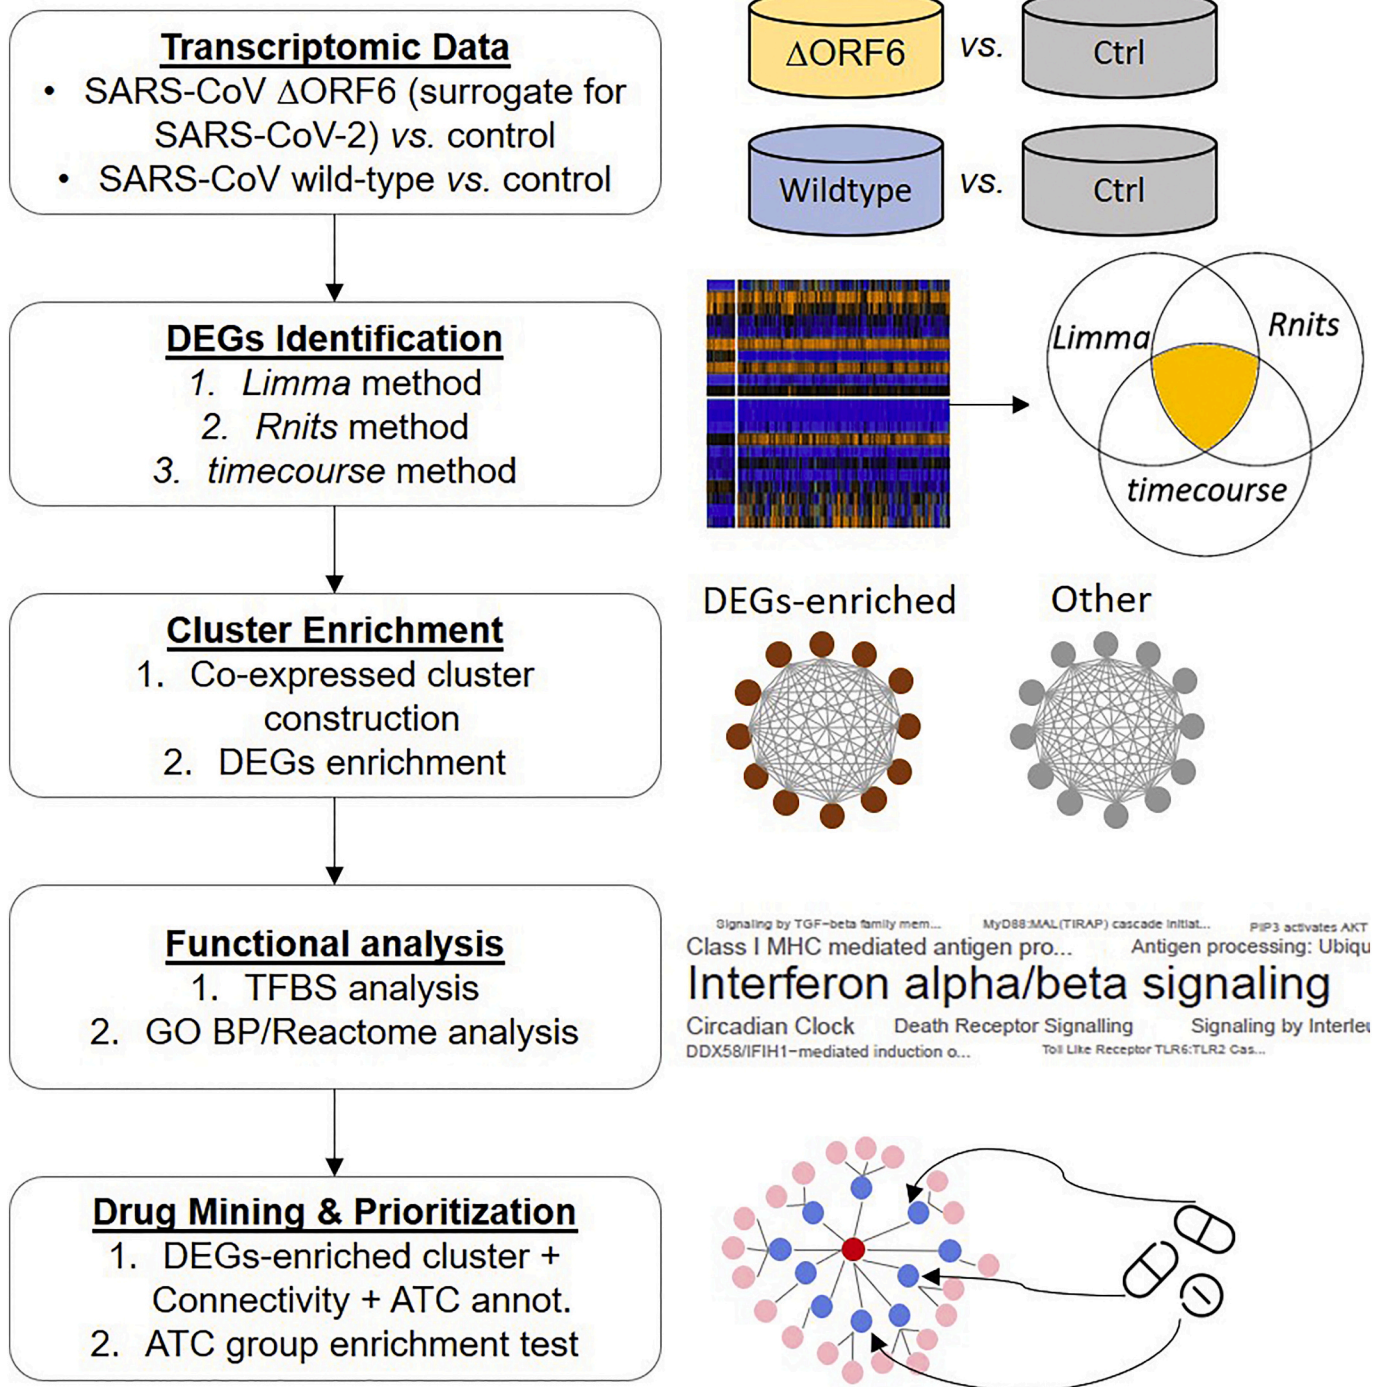 Transcriptomic Data
• SARS-CoV ΔORF6 (surrogate for
SARS-CoV-2) vs. control
• SARS-CoV wild-type vs. control
ΔORF6 vs. Ctrl
Wildtype vs. Ctrl
DEGs Identification
1. Limma method
2. Rnits method
3. timecourse method
Limma
Rnits
timecourse
Cluster Enrichment
1. Co-expressed cluster
construction
2. DEGs enrichment
DEGs-enriched
Other
Functional analysis
1. TFBS analysis
2. GO BP/Reactome analysis
Signaling by TGF-beta family mem... MyD88:MAL(TIRAP) cascade initiat... PIP3 activates AKT
Class I MHC mediated antigen pro... Antigen processing: Ubiqu
Interferon alpha/beta signaling
Circadian Clock Death Receptor Signalling Signaling by Interleu
DDX58/IFIH1-mediated induction o... Toll Like Receptor TLR6:TLR2 Cas...
Drug Mining & Prioritization
1. DEGs-enriched cluster +
Connectivity + ATC annot.
2. ATC group enrichment test